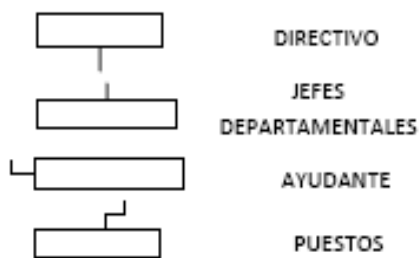 DIRECTIVO
JEFES
DEPARTAMENTALES
AYUDANTE
PUESTOS